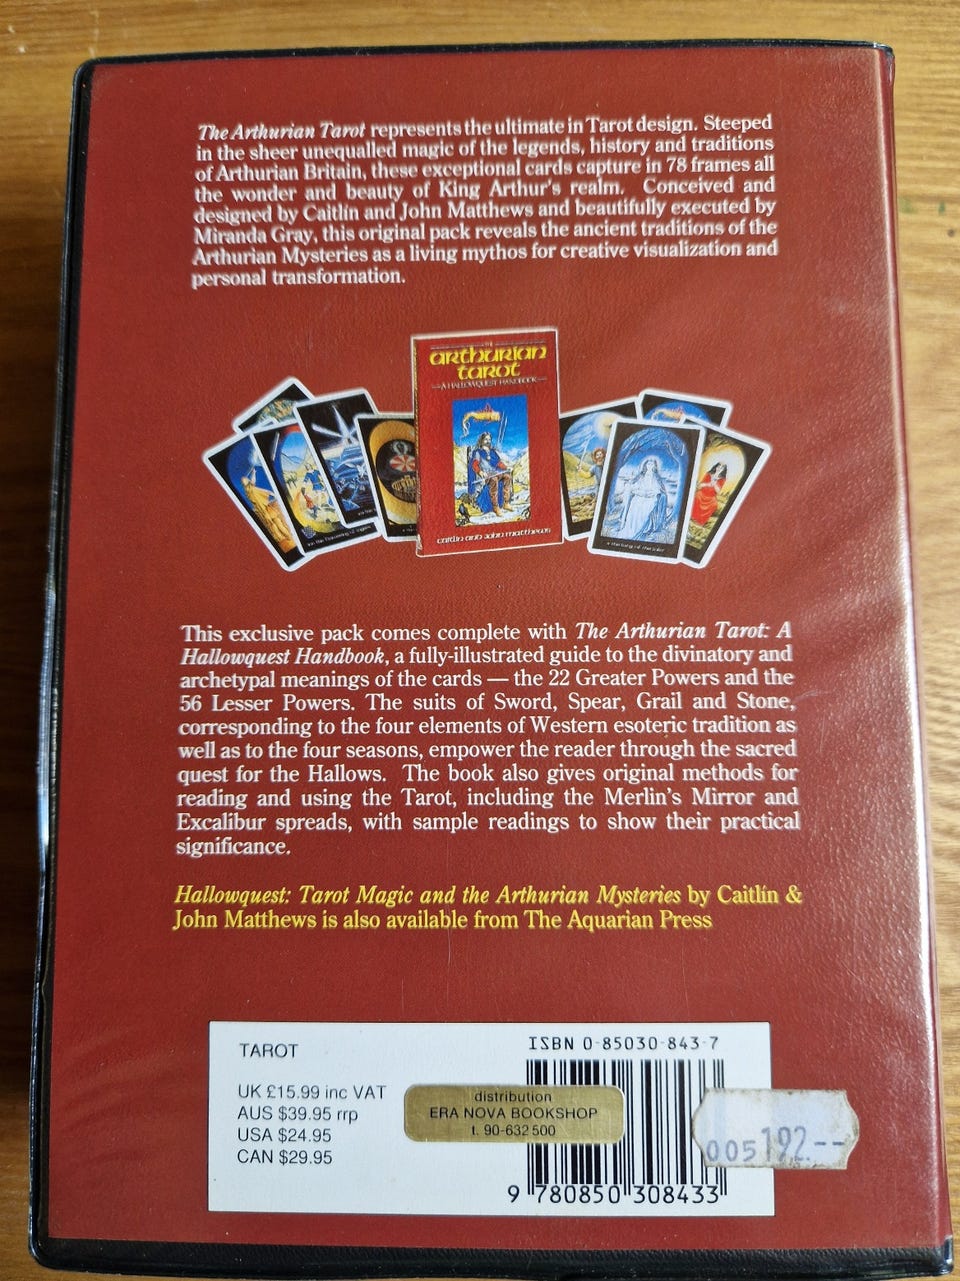 The Arthurian Tarot represents the ultimate in Tarot design. Steeped
in the sheer unequalled magic of the legends, history and traditions
of Arthurian Britain, these exceptional cards capture in 78 frames all
the wonder and beauty of King Arthur's realm. Conceived and
designed by Caitlín and John Matthews and beautifully executed by
Miranda Gray, this original pack reveals the ancient traditions of the
Arthurian Mysteries as a living mythos for creative visualization and
personal transformation.
THE
ARTHURIAN
TAROT
—A HALLOWQUEST HANDBOOK—
CAITLIN AND JOHN MATTHEWS
This exclusive pack comes complete with The Arthurian Tarot: A
Hallowquest Handbook, a fully-illustrated guide to the divinatory and
archetypal meanings of the cards — the 22 Greater Powers and the
56 Lesser Powers. The suits of Sword, Spear, Grail and Stone,
corresponding to the four elements of Western esoteric tradition as
well as to the four seasons, empower the reader through the sacred
quest for the Hallows. The book also gives original methods for
reading and using the Tarot, including the Merlin's Mirror and
Excalibur spreads, with sample readings to show their practical
significance.
Hallowquest: Tarot Magic and the Arthurian Mysteries by Caitlín &
John Matthews is also available from The Aquarian Press
TAROT
UK £15.99 inc VAT
AUS $39.95 rrp
USA $24.95
CAN $29.95
ISBN 0-85030-843-7
distribution
ERA NOVA BOOKSHOP
t. 90-632 500
005 192.--
9 780850 308433